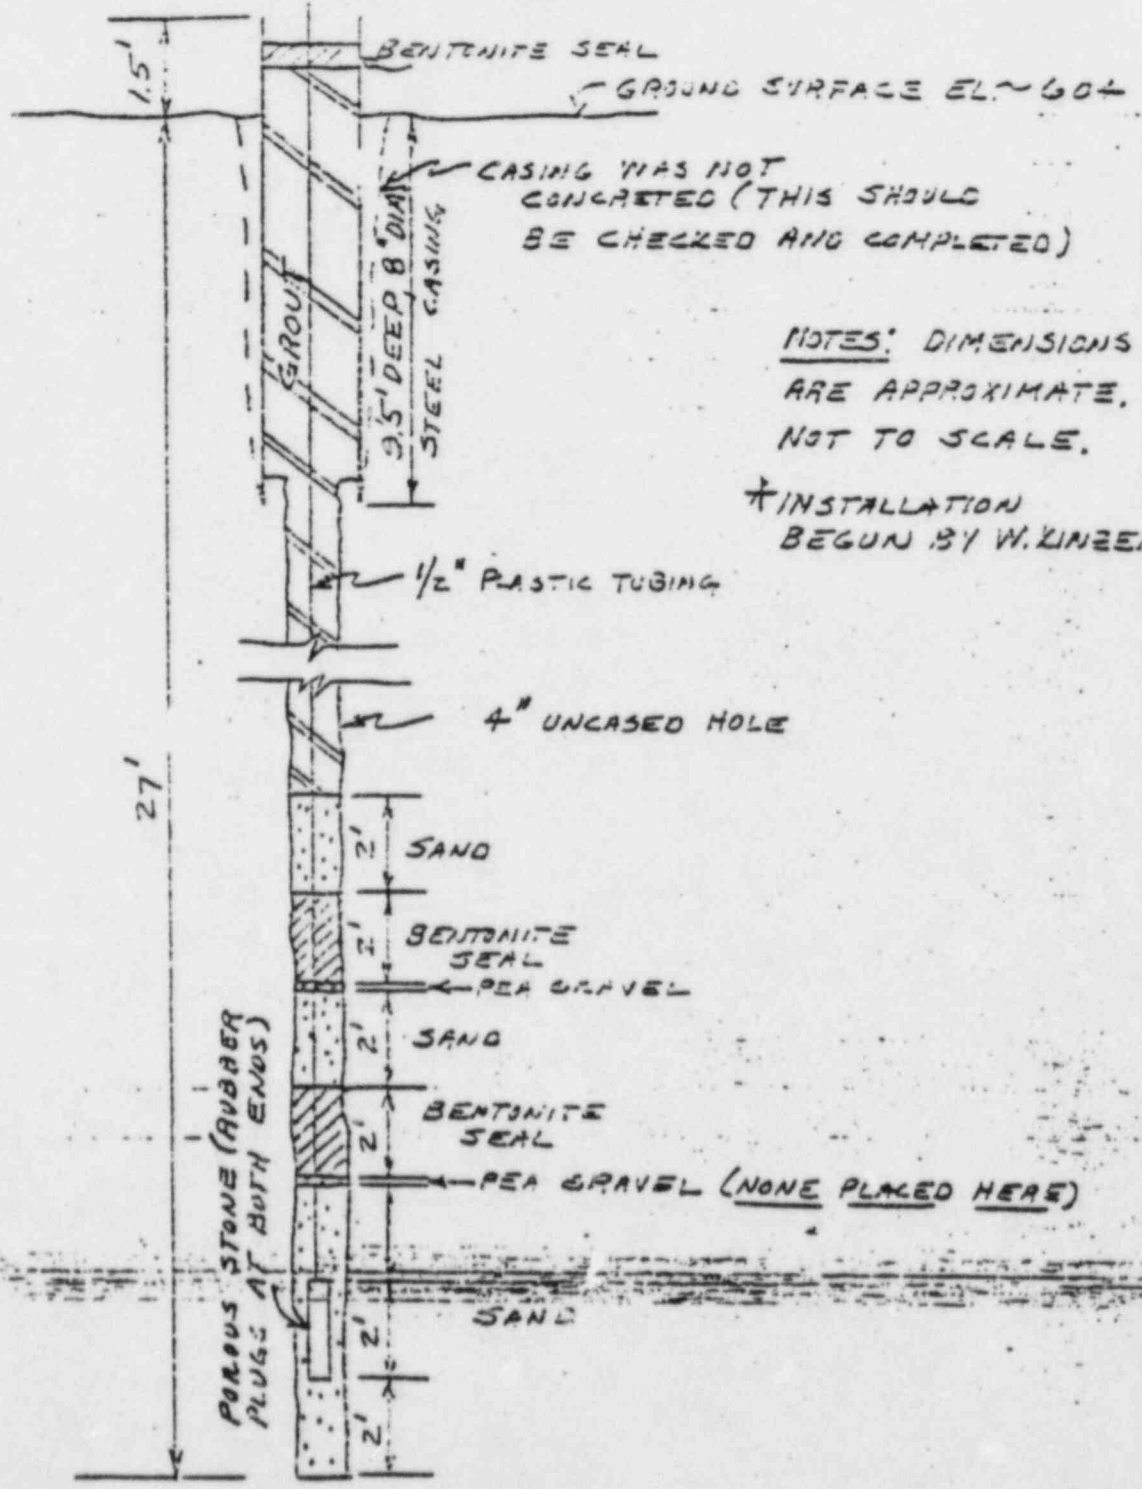 1.5'
BENTONITE SEAL
GROUND SURFACE EL.~ 60±
CASING WAS NOT
CONCRETED (THIS SHOULD
BE CHECKED AND COMPLETED)
GROUT
9.5' DEEP, 8" DIA.
STEEL CASING
NOTES: DIMENSIONS
ARE APPROXIMATE.
NOT TO SCALE.
*INSTALLATION
BEGUN BY W.
1/2" PLASTIC TUBING
4" UNCASED HOLE
27'
2' SAND
2' BENTONITE
SEAL
PEA GRAVEL
2' SAND
2' BENTONITE
SEAL
PEA GRAVEL (NONE PLACED HERE)
POROUS STONE (RUBBER
PLUGS AT BOTH ENDS)
SAND
2'
2'